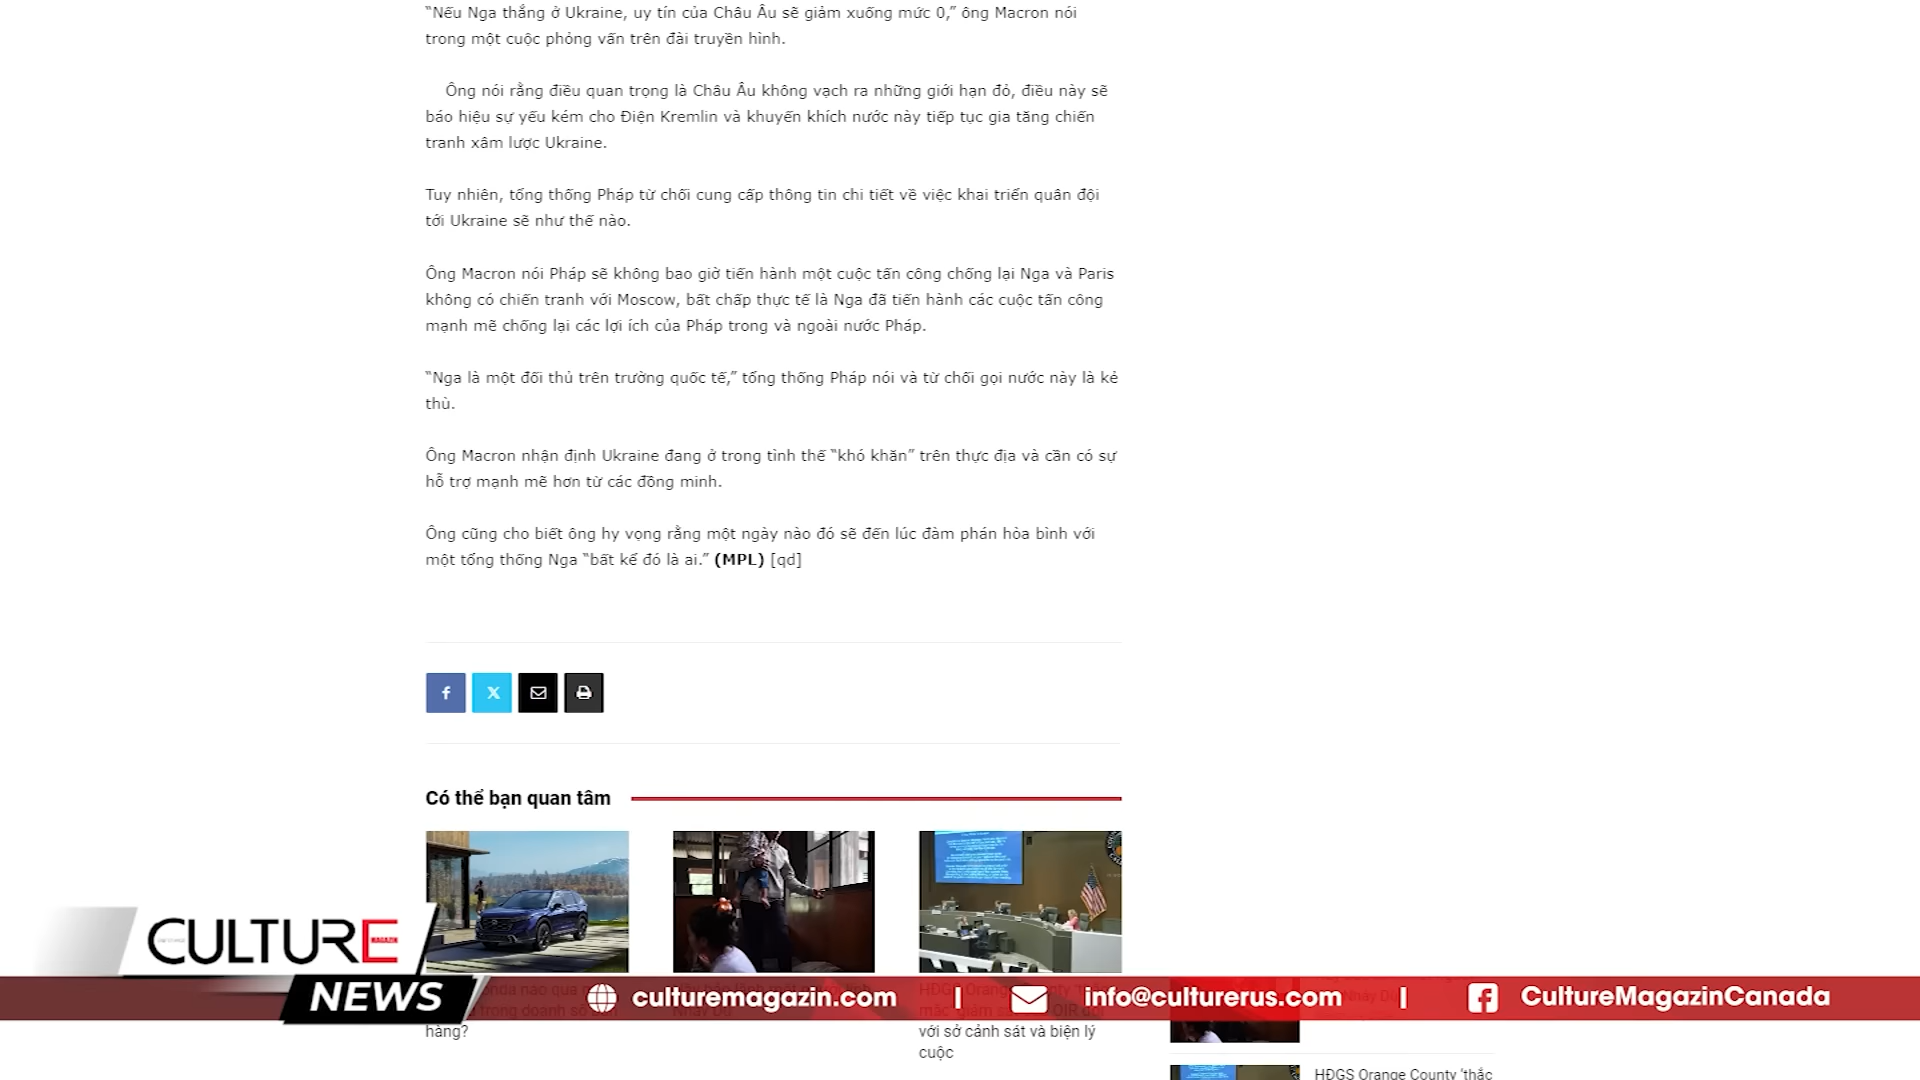 “Nếu Nga thắng ở Ukraine, uy tín của Châu Âu sẽ giảm xuống mức 0,” ông Macron nói
trong một cuộc phỏng vấn trên đài truyền hình.
Ông nói rằng điều quan trọng là Châu Âu không vạch ra những giới hạn đỏ, điều này sẽ
báo hiệu sự yếu kém cho Điện Kremlin và khuyến khích nước này tiếp tục gia tăng chiến
tranh xâm lược Ukraine.
Tuy nhiên, tổng thống Pháp từ chối cung cấp thông tin chi tiết về việc khai triển quân đội
tới Ukraine sẽ như thế nào.
Ông Macron nói Pháp sẽ không bao giờ tiến hành một cuộc tấn công chống lại Nga và Paris
không có chiến tranh với Moscow, bất chấp thực tế là Nga đã tiến hành các cuộc tấn công
mạnh mẽ chống lại các lợi ích của Pháp trong và ngoài nước Pháp.
“Nga là một đối thủ trên trường quốc tế,” tổng thống Pháp nói và từ chối gọi nước này là kẻ
thù.
Ông Macron nhận định Ukraine đang ở trong tình thế “khó khăn” trên thực địa và cần có sự
hỗ trợ mạnh mẽ hơn từ các đồng minh.
Ông cũng cho biết ông hy vọng rằng một ngày nào đó sẽ đến lúc đàm phán hòa bình với
một tổng thống Nga “bất kể đó là ai.” (MPL) [qd]
Có thể bạn quan tâm
CULTURE
NEWS
culturemagazin.com | info@culturerus.com | CultureMagazinCanada
trong doanh số
hàng?
HĐGS Orange
với sở cảnh sát và biện lý
cuộc
HĐGS Orange County ‘thắc